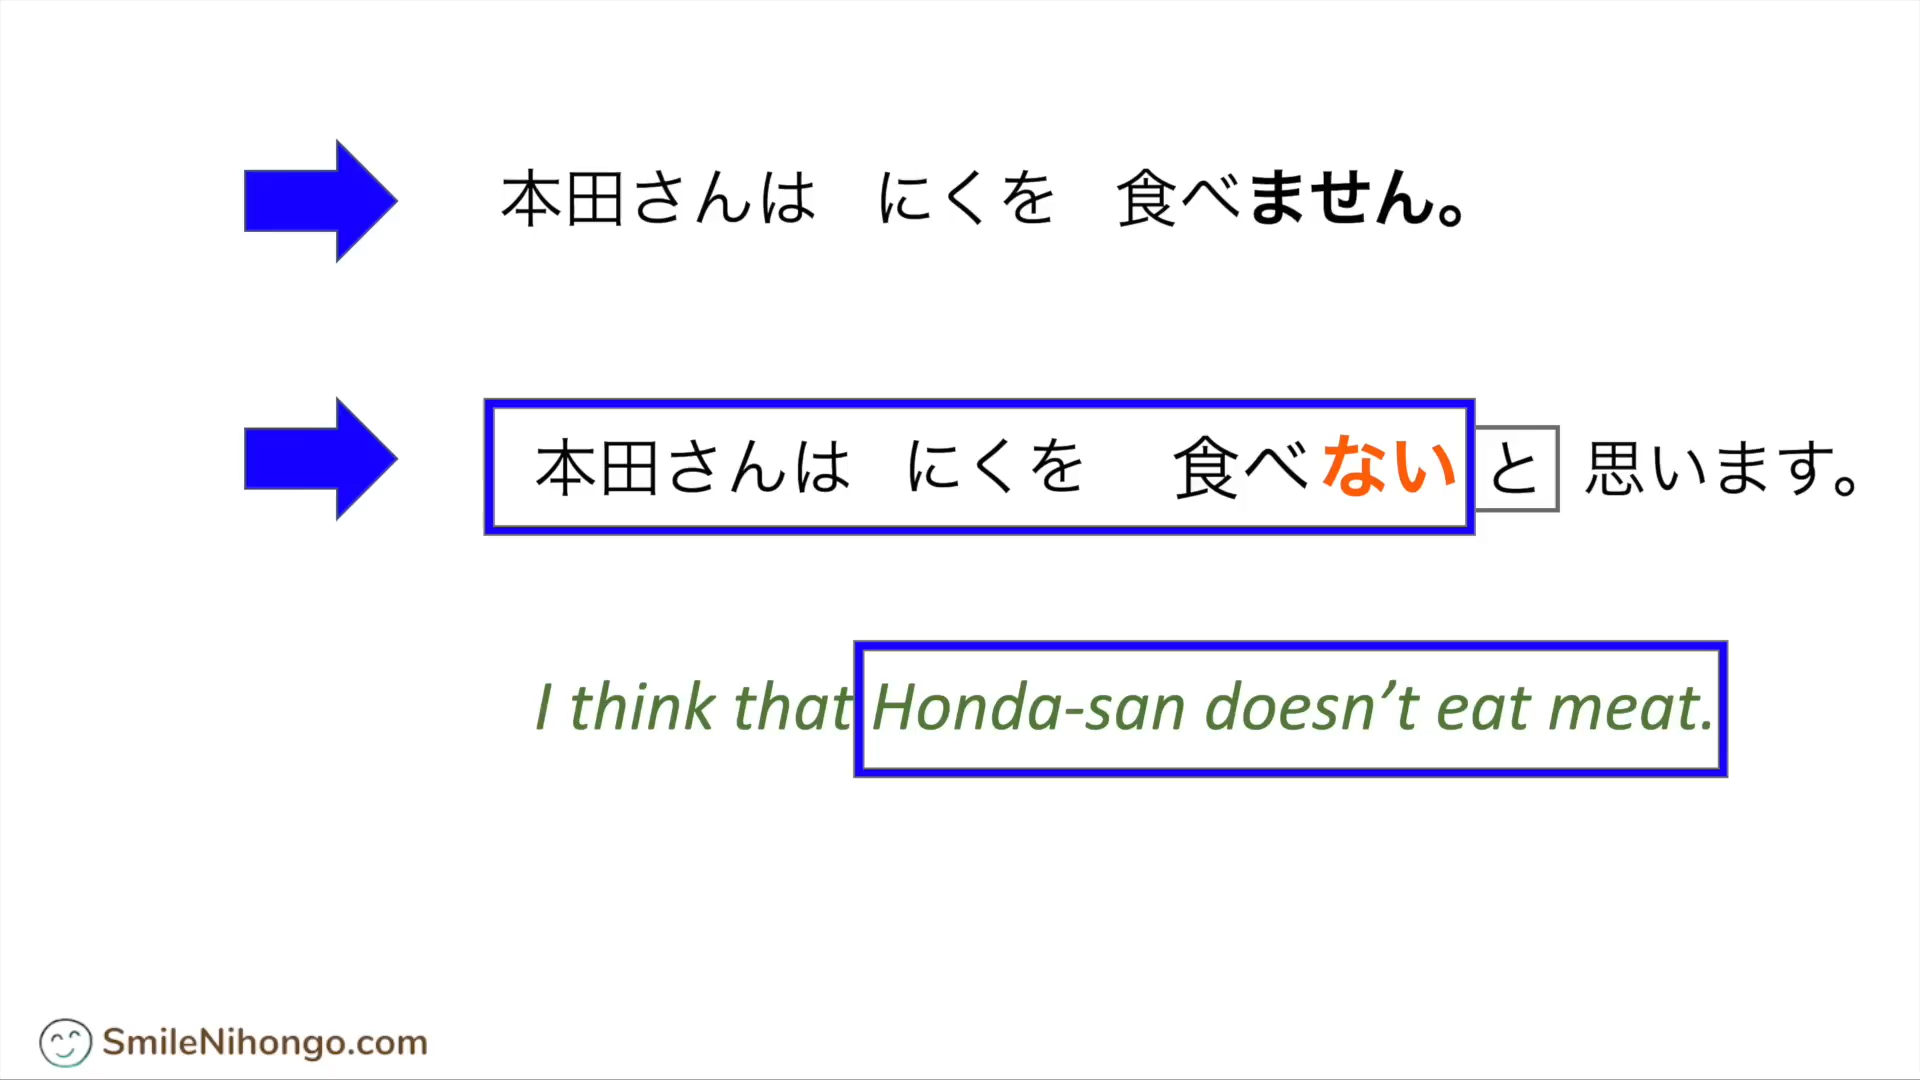 本田さんは　にくを　食べません。
本田さんは　にくを　食べない と 思います。
I think that Honda-san doesn’t eat meat.
SmileNihongo.com